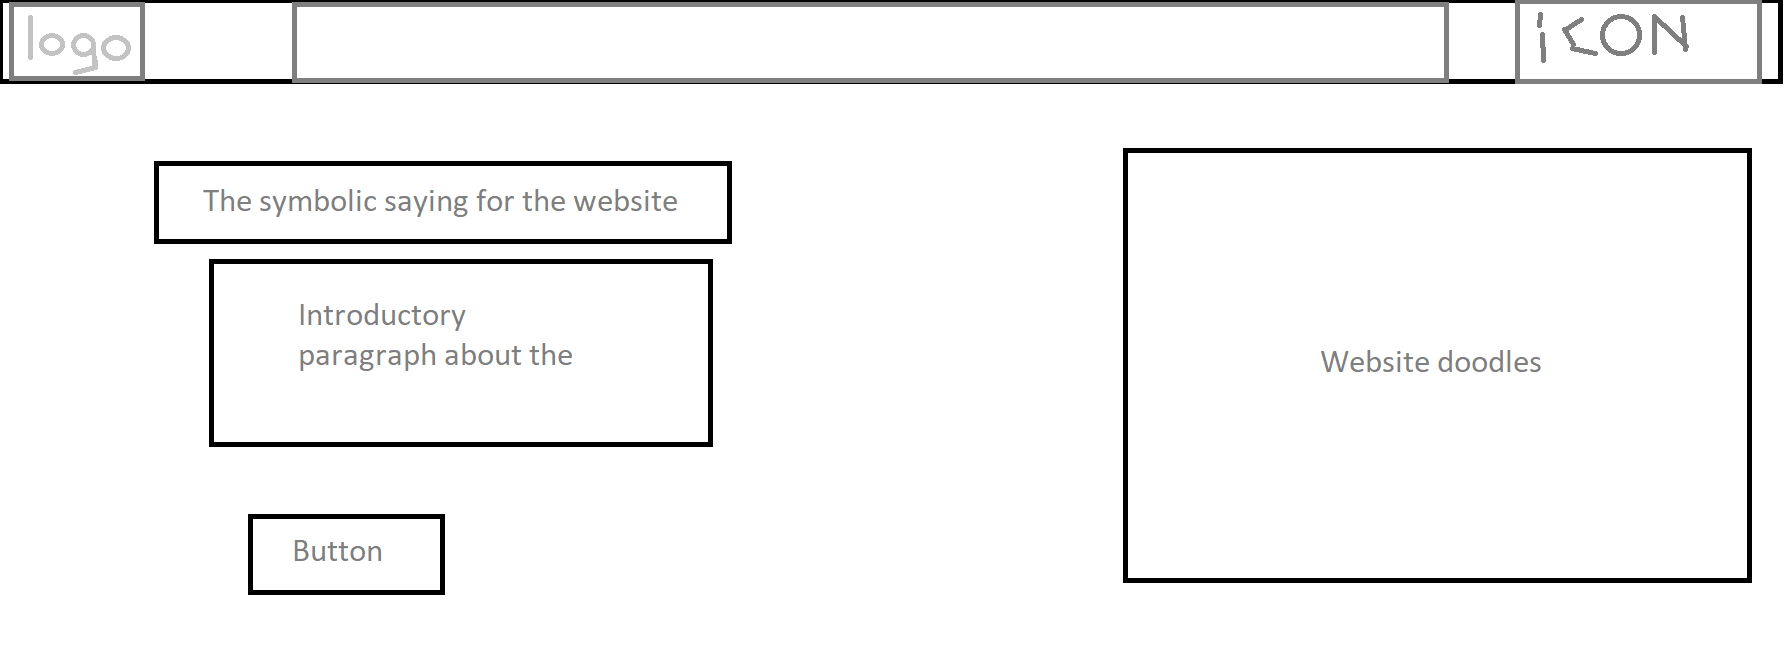 logo
iCON
The symbolic saying for the website
Introductory
paragraph about the
Website doodles
Button